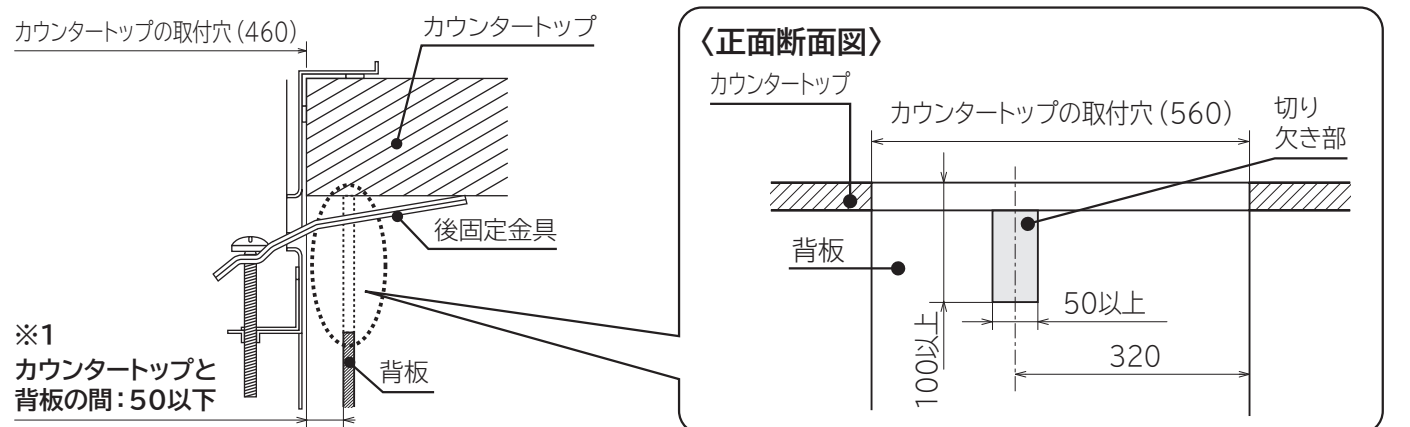 カウンタートップの取付穴（460）
カウンタートップ
後固定金具
※1
カウンタートップと
背板の間：50以下
背板
〈正面断面図〉
カウンタートップ
カウンタートップの取付穴（560）
切り
欠き部
背板
50以上
100以上
320